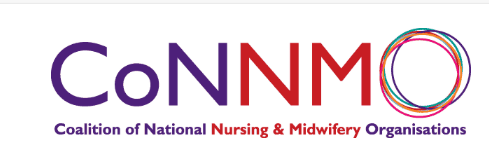 CoNNMO
Coalition of National Nursing & Midwifery Organisations